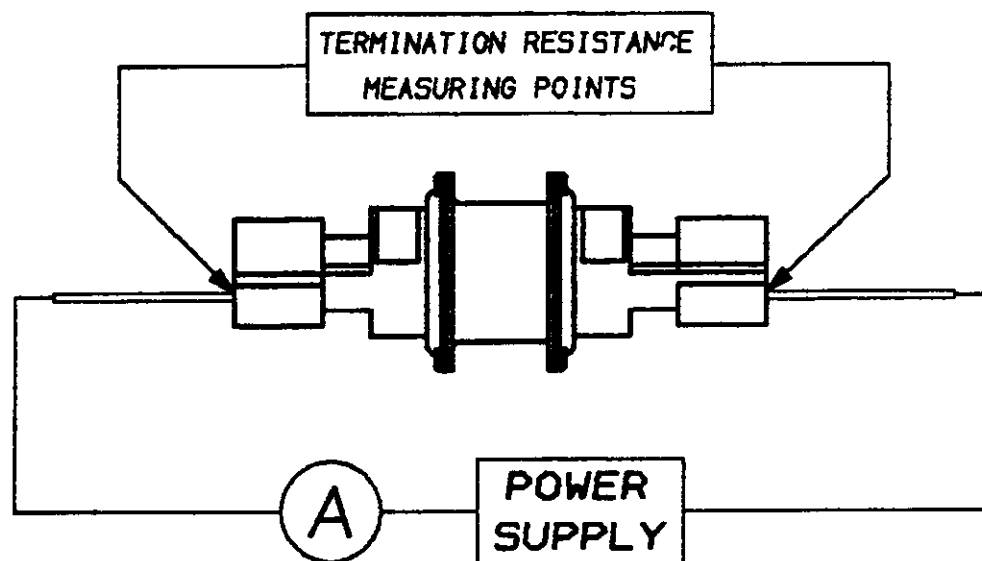 TERMINATION RESISTANCE
MEASURING POINTS
A
POWER
SUPPLY